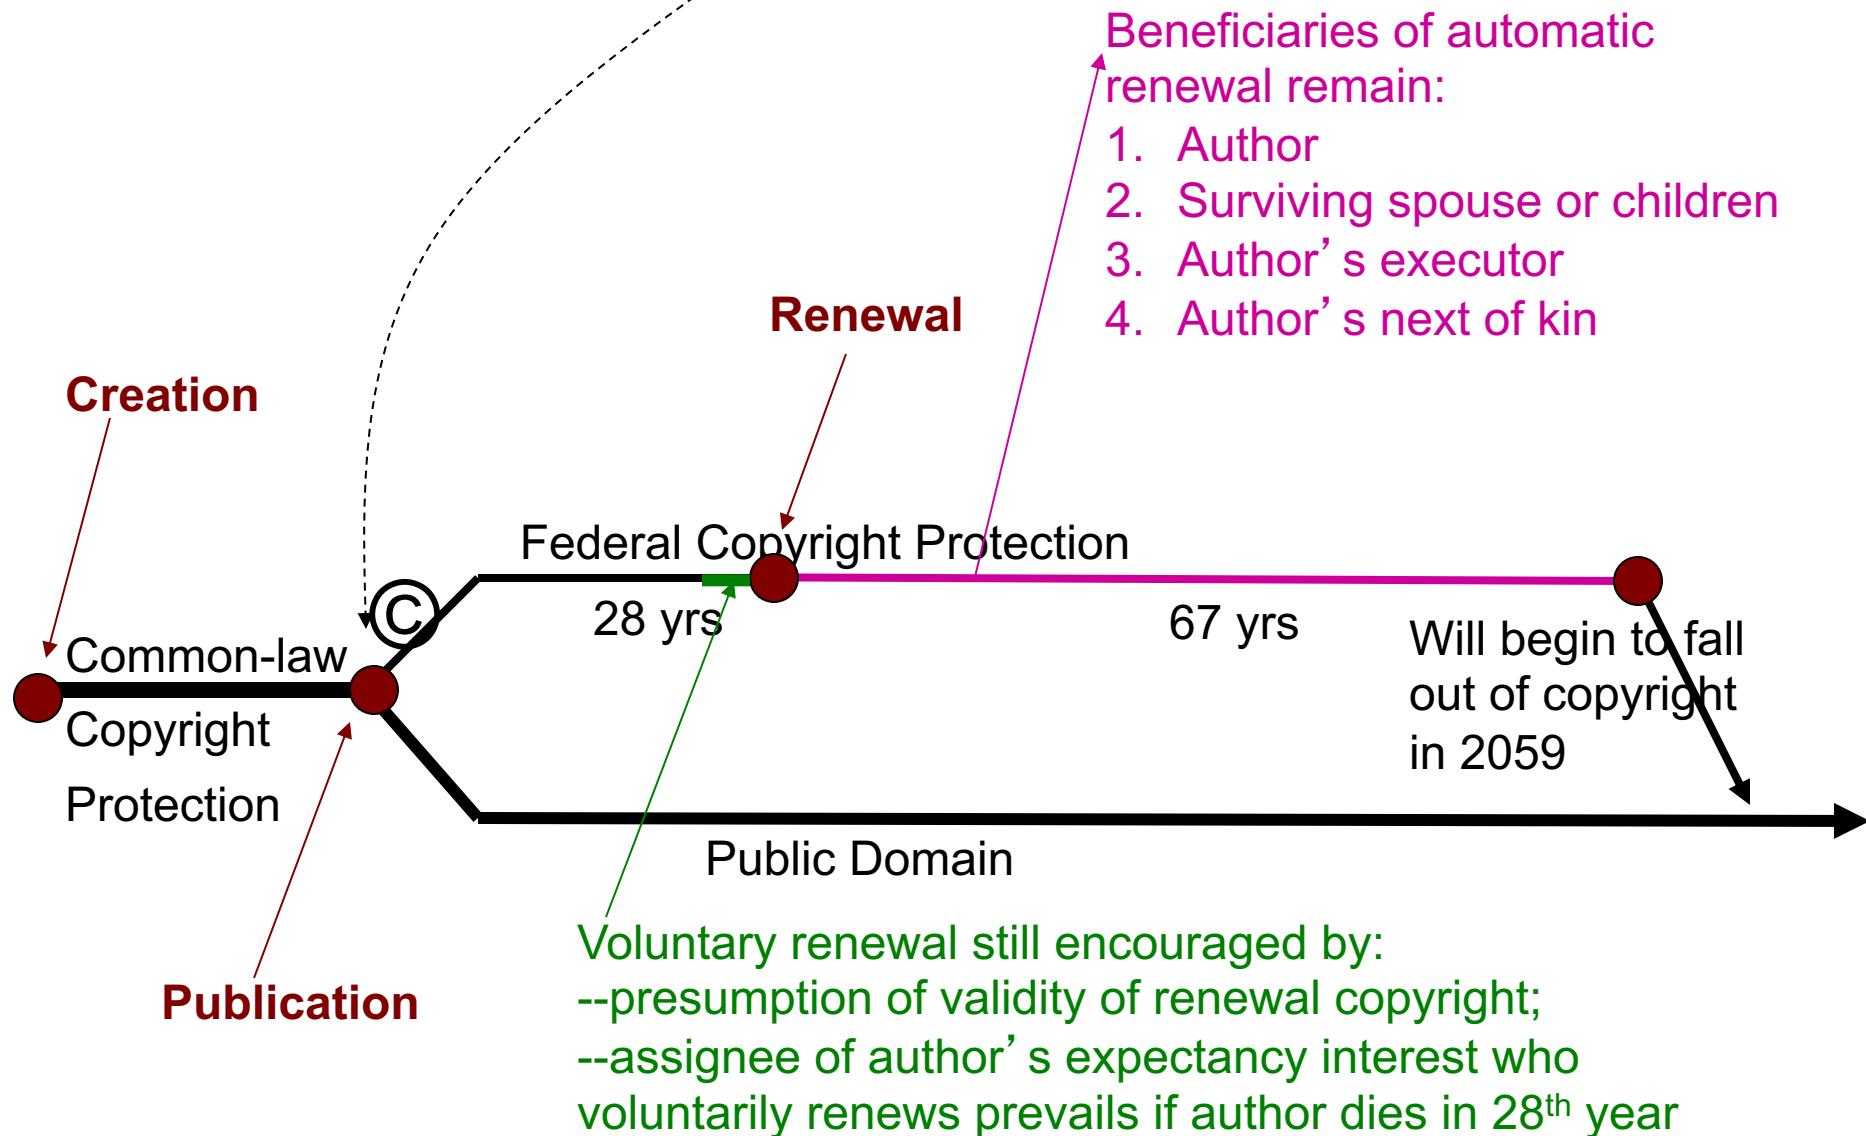 Beneficiaries of automatic
renewal remain:
1. Author
2. Surviving spouse or children
3. Author’s executor
4. Author’s next of kin
Renewal
Creation
Federal Copyright Protection
©
28 yrs
67 yrs
Common-law
Copyright
Protection
Will begin to fall
out of copyright
in 2059
Public Domain
Publication
Voluntary renewal still encouraged by:
--presumption of validity of renewal copyright;
--assignee of author’s expectancy interest who
voluntarily renews prevails if author dies in 28th year